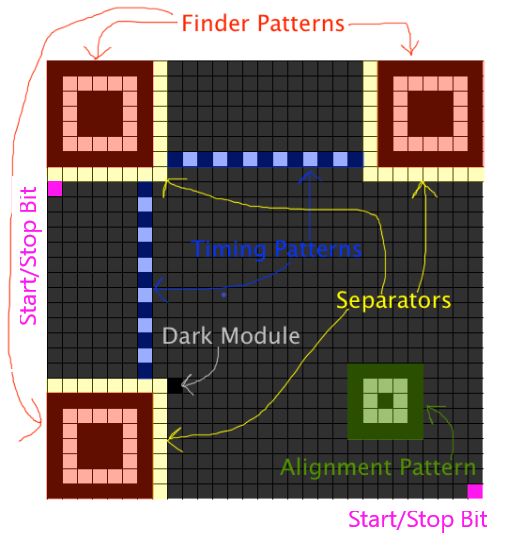 Finder Patterns
Start/Stop Bit
Timing Patterns
Separators
Dark Module
Alignment Pattern
Start/Stop Bit